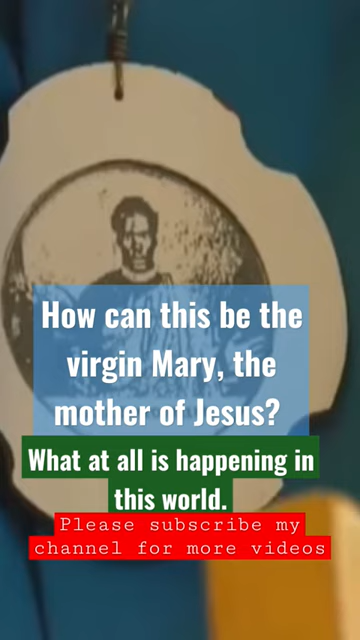 How can this be the
virgin Mary, the
mother of Jesus?
What at all is happening in
this world.
Please subscribe my
channel for more videos